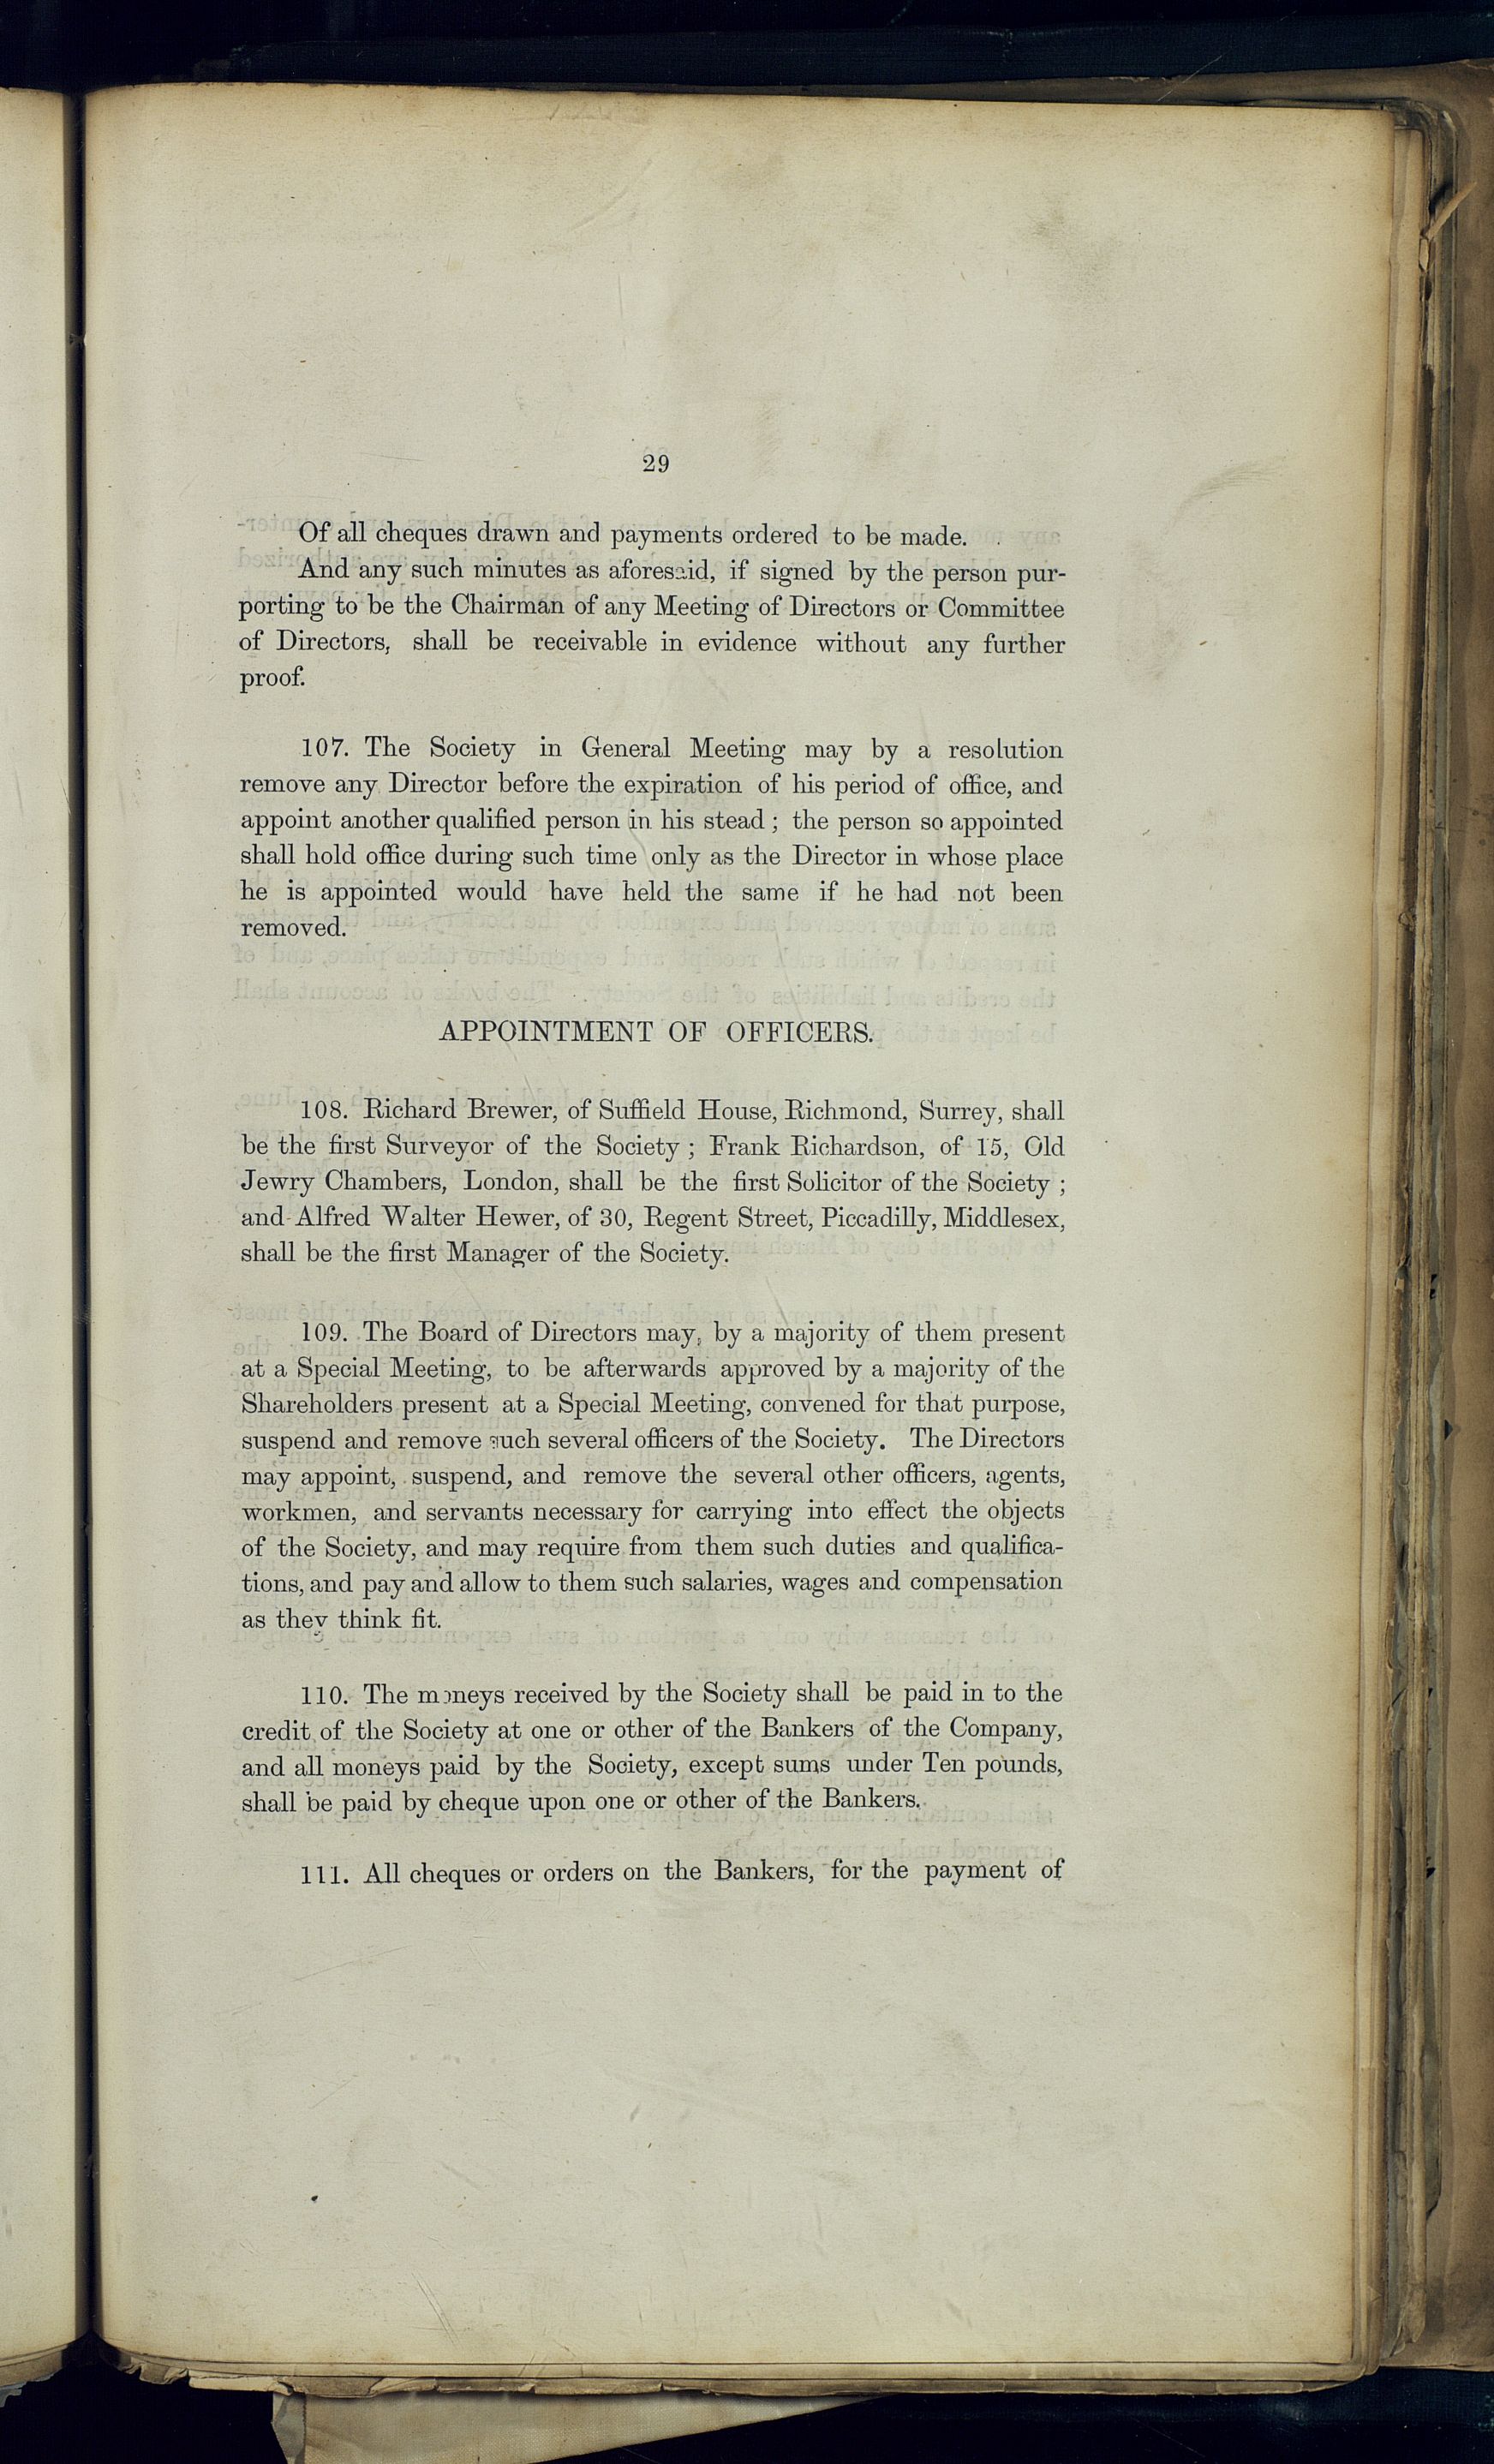 29
Of all cheques drawn and payments ordered to be made.
And any such minutes as aforesaid, if signed by the person pur-
porting to be the Chairman of any Meeting of Directors or Committee
of Directors, shall be receivable in evidence without any further
proof.
107. The Society in General Meeting may by a resolution
remove any Director before the expiration of his period of office, and
appoint another qualified person in his stead ; the person so appointed
shall hold office during such time only as the Director in whose place
he is appointed would have held the same if he had not been
removed.
APPOINTMENT OF OFFICERS.
108. Richard Brewer, of Suffield House, Richmond, Surrey, shall
be the first Surveyor of the Society ; Frank Richardson, of 15, Old
Jewry Chambers, London, shall be the first Solicitor of the Society ;
and Alfred Walter Hewer, of 30, Regent Street, Piccadilly, Middlesex,
shall be the first Manager of the Society.
109. The Board of Directors may, by a majority of them present
at a Special Meeting, to be afterwards approved by a majority of the
Shareholders present at a Special Meeting, convened for that purpose,
suspend and remove such several officers of the Society. The Directors
may appoint, suspend, and remove the several other officers, agents,
workmen, and servants necessary for carrying into effect the objects
of the Society, and may require from them such duties and qualifica-
tions, and pay and allow to them such salaries, wages and compensation
as they think fit.
110. The moneys received by the Society shall be paid in to the
credit of the Society at one or other of the Bankers of the Company,
and all moneys paid by the Society, except sums under Ten pounds,
shall be paid by cheque upon one or other of the Bankers.
111. All cheques or orders on the Bankers, for the payment of